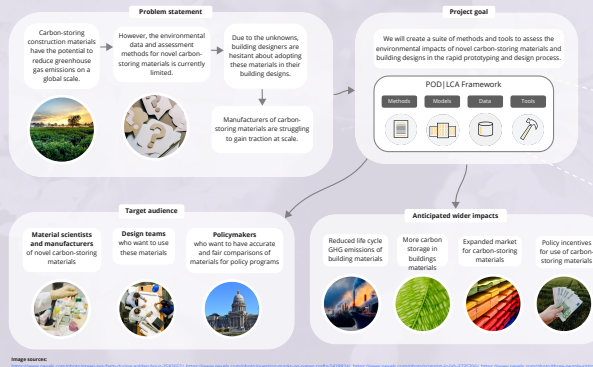 Problem statement
Carbon-storing
construction materials
have the potential to
reduce greenhouse
gas emissions on a
global scale.
However, the environmental
data and assessment
methods for novel carbon-
storing materials is currently
limited.
Due to the unknowns,
building designers are
hesitant about adopting
these materials in their
building designs.
Manufacturers of carbon-
storing materials are struggling
to gain traction at scale.
Project goal
We will create a suite of methods and tools to assess the
environmental impacts of novel carbon-storing materials and
building designs in the rapid prototyping and design process.
POD|LCA Framework
Methods
Models
Data
Tools
Target audience
Material scientists
and manufacturers
of novel carbon-storing
materials
Design teams
who want to use
these materials
Policymakers
who want to have accurate
and fair comparisons of
materials for policy programs
Anticipated wider impacts
Reduced life cycle
GHG emissions of
building materials
More carbon
storage in
buildings
materials
Expanded market
for carbon-storing
materials
Policy incentives
for use of carbon-
storing materials
Image sources: